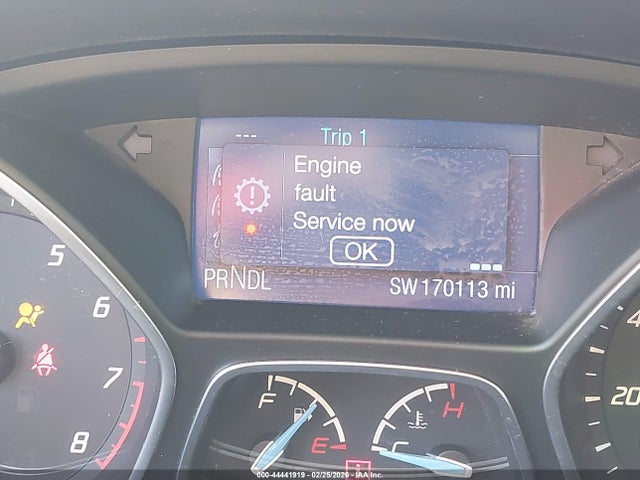 --- Trip 1
Engine
fault
Service now
OK
PRNDL SW170113 mi
5
6
7
8
F
E
H
C
20
© 44441919 / 02/25/2026 - IAA Inc.